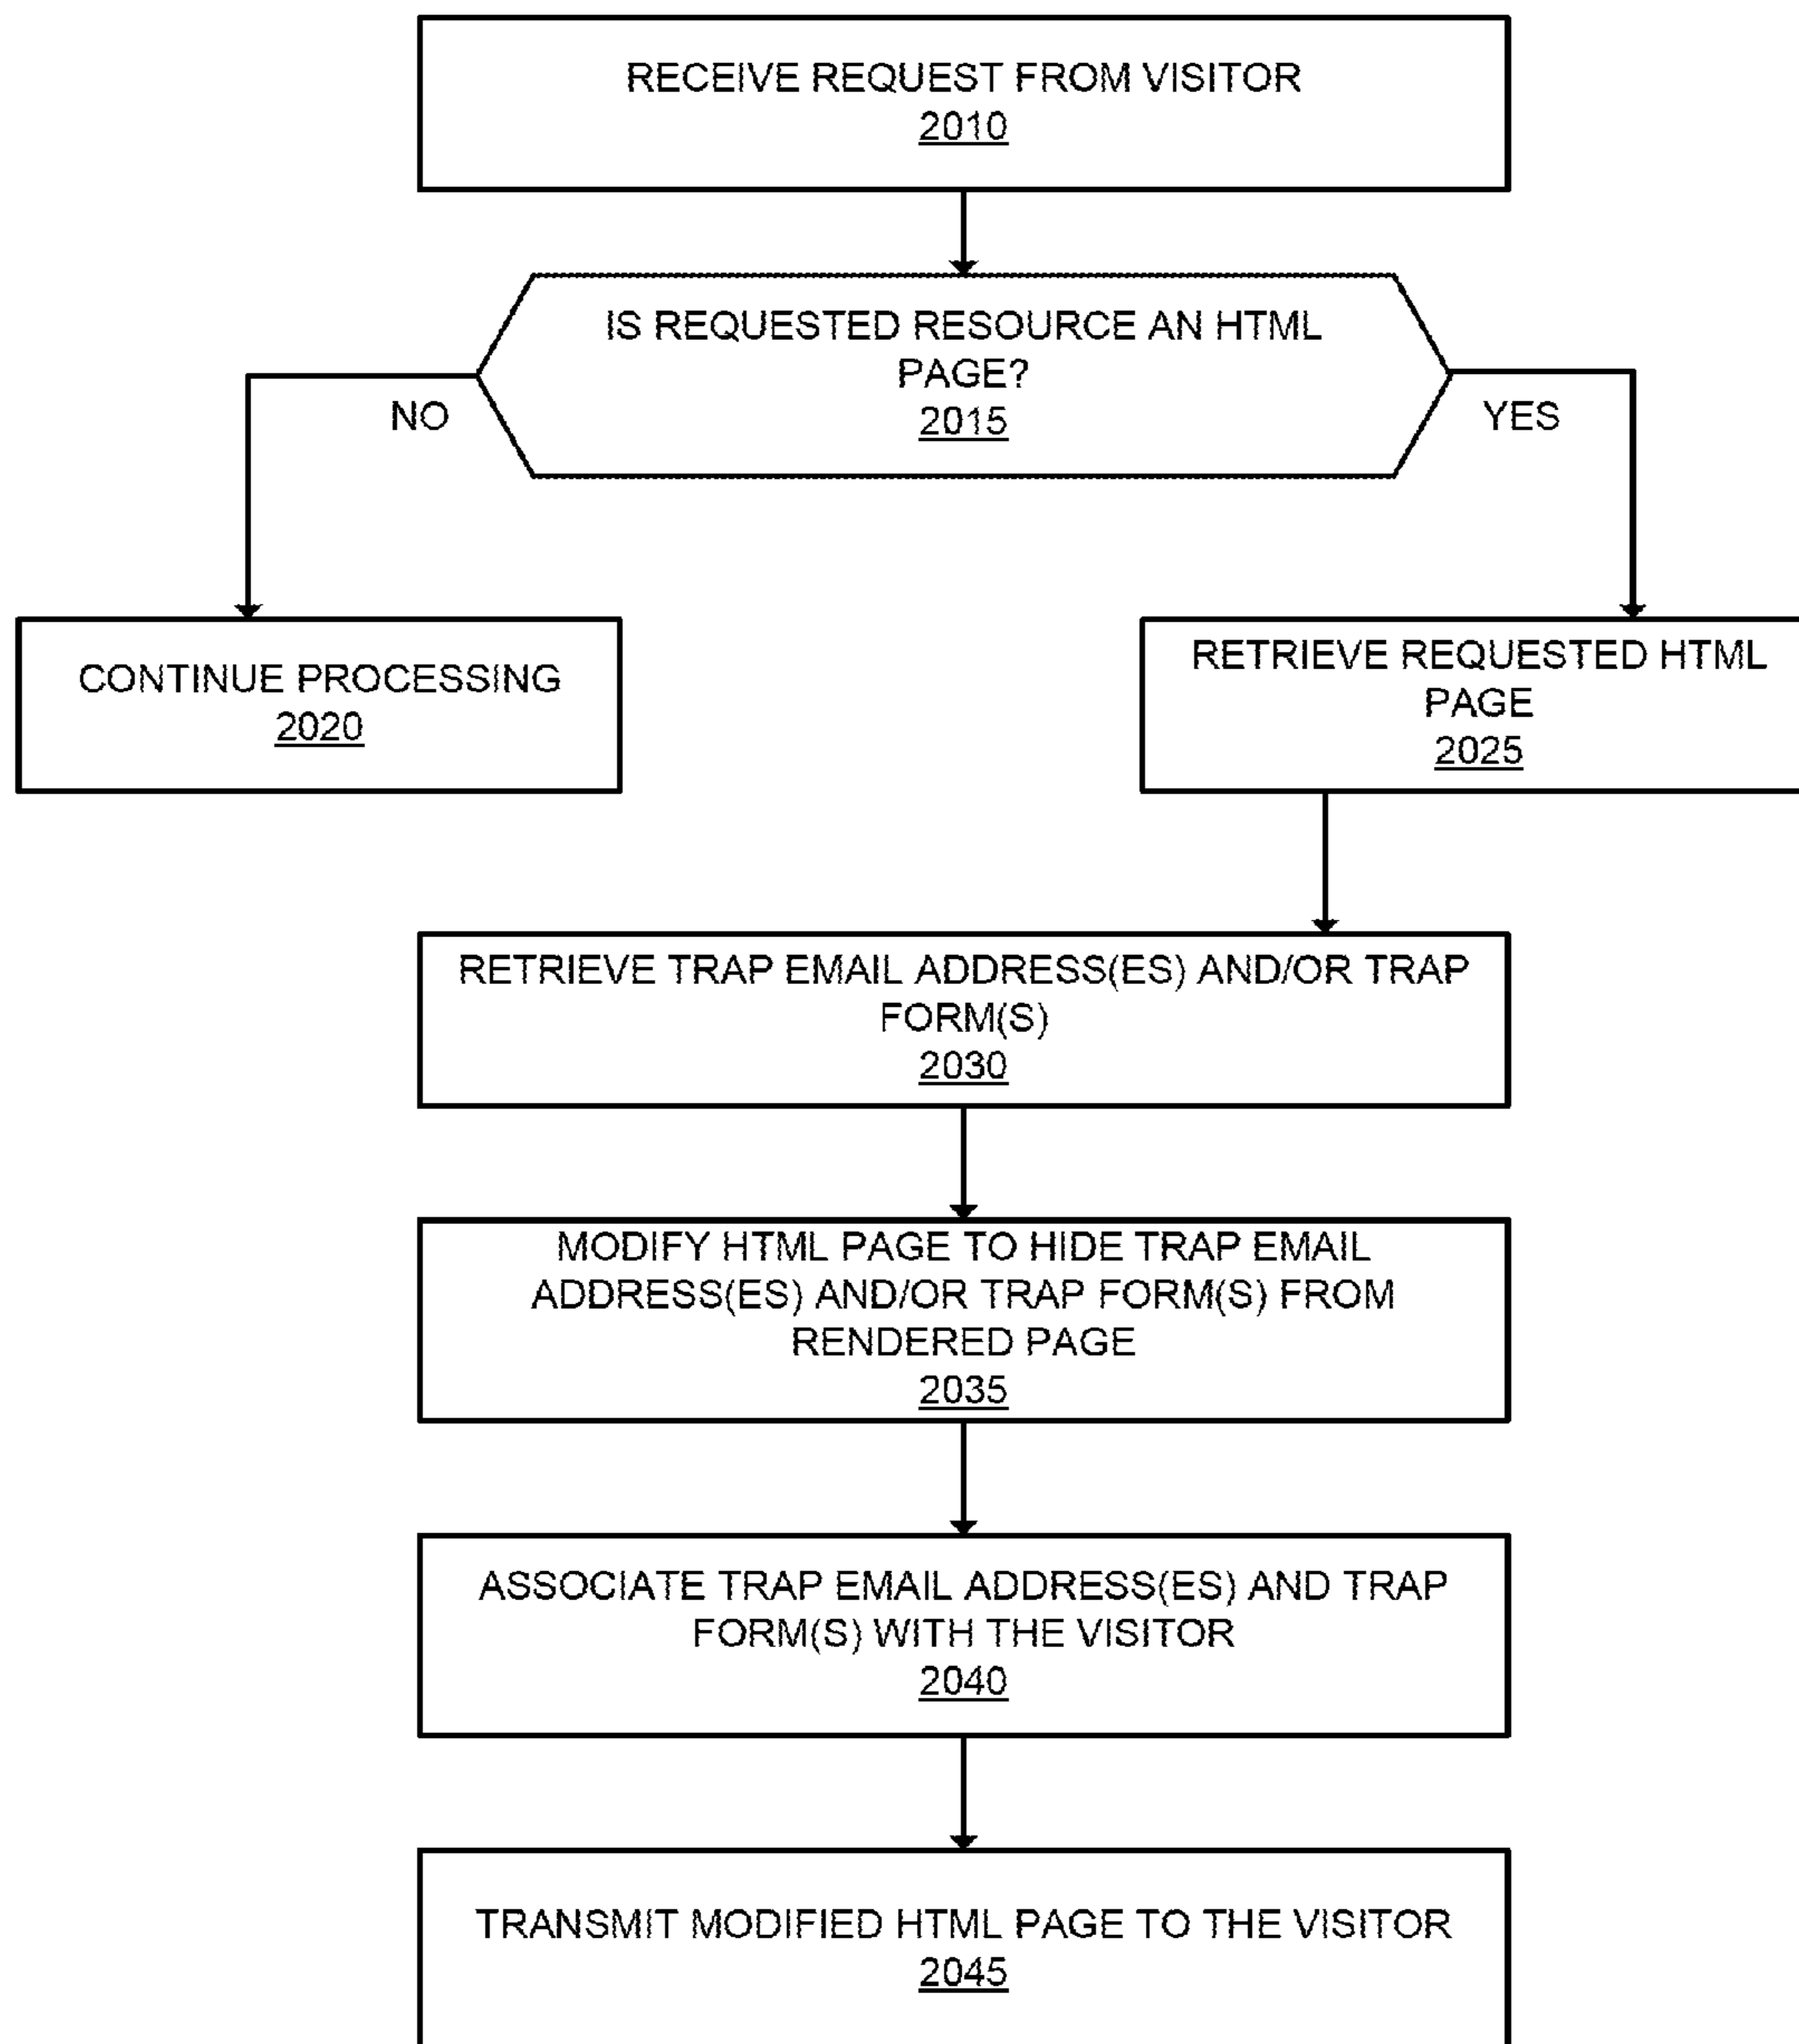 RECEIVE REQUEST FROM VISITOR
2010
IS REQUESTED RESOURCE AN HTML
PAGE?
2015
NO
YES
CONTINUE PROCESSING
2020
RETRIEVE REQUESTED HTML
PAGE
2025
RETRIEVE TRAP EMAIL ADDRESS(ES) AND/OR TRAP
FORM(S)
2030
MODIFY HTML PAGE TO HIDE TRAP EMAIL
ADDRESS(ES) AND/OR TRAP FORM(S) FROM
RENDERED PAGE
2035
ASSOCIATE TRAP EMAIL ADDRESS(ES) AND TRAP
FORM(S) WITH THE VISITOR
2040
TRANSMIT MODIFIED HTML PAGE TO THE VISITOR
2045